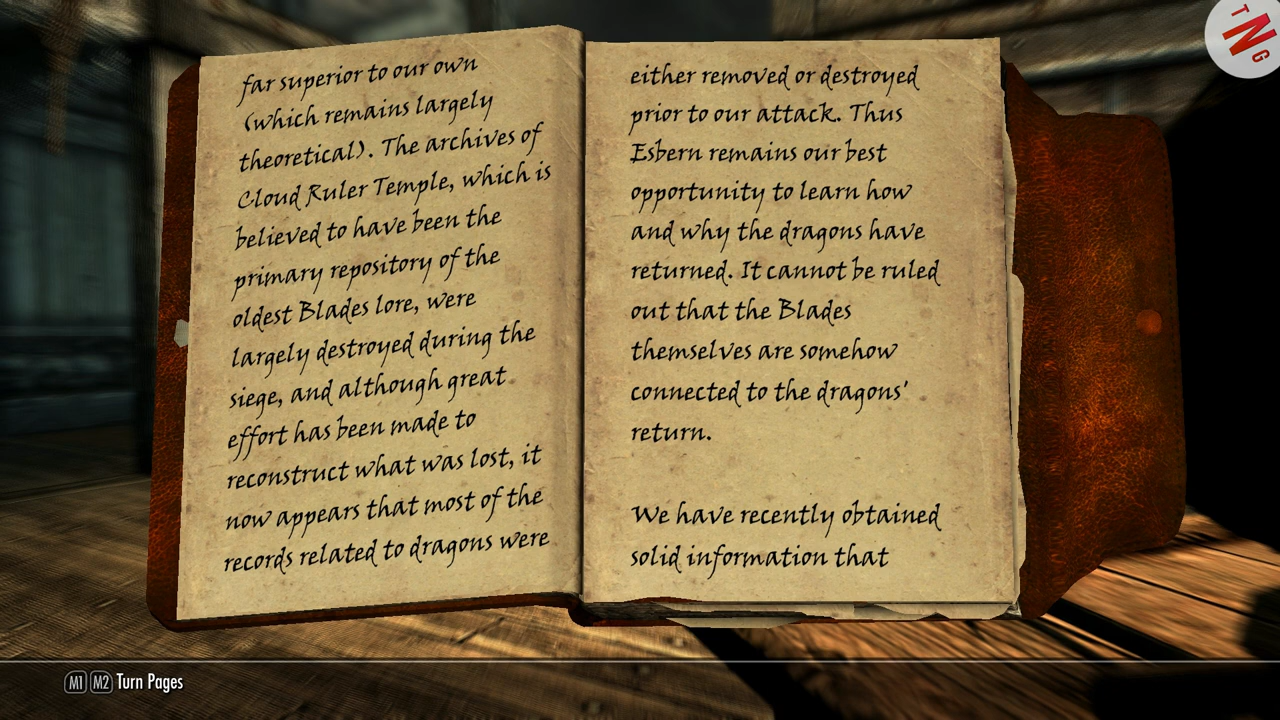 far superior to our own
(which remains largely
theoretical). The archives of
Cloud Ruler Temple, which is
believed to have been the
primary repository of the
oldest Blades lore, were
largely destroyed during the
siege, and although great
effort has been made to
reconstruct what was lost, it
now appears that most of the
records related to dragons were
either removed or destroyed
prior to our attack. Thus
Esbern remains our best
opportunity to learn how
and why the dragons have
returned. It cannot be ruled
out that the Blades
themselves are somehow
connected to the dragons'
return.
We have recently obtained
solid information that
M1 M2 Turn Pages
TNG